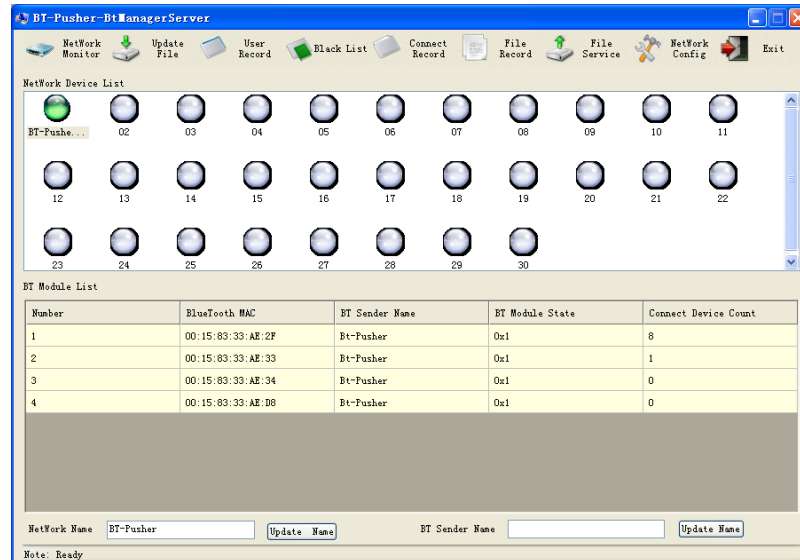 BT-Pusher-BtManagerServer
NetWork Monitor
Update File
User Record
Black List
Connect Record
File Record
File Service
NetWork Config
Exit
NetWork Device List
BT-Pushe... 02 03 04 05 06 07 08 09 10 11
12 13 14 15 16 17 18 19 20 21 22
23 24 25 26 27 28 29 30
BT Module List
Number BlueTooth MAC BT Sender Name BT Module State Connect Device Count
1 00:15:83:33:AE:2F Bt-Pusher 0x1 8
2 00:15:83:33:AE:33 Bt-Pusher 0x1 1
3 00:15:83:33:AE:34 Bt-Pusher 0x1 0
4 00:15:83:33:AE:D8 Bt-Pusher 0x1 0
NetWork Name BT-Pusher Update Name BT Sender Name Update Name
Note: Ready